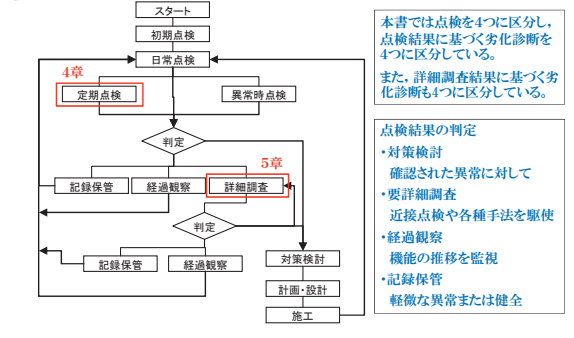 スタート
初期点検
日常点検
4章
定期点検
異常時点検
判定
5章
記録保管
経過観察
詳細調査
判定
記録保管
経過観察
対策検討
計画・設計
施工
本書では点検を4つに区分し，
点検結果に基づく劣化診断を
4つに区分している。
また，詳細調査結果に基づく劣
化診断も4つに区分している。
点検結果の判定
・対策検討
確認された異常に対して
・要詳細調査
近接点検や各種手法を駆使
・経過観察
機能の推移を監視
・記録保管
軽微な異常または健全